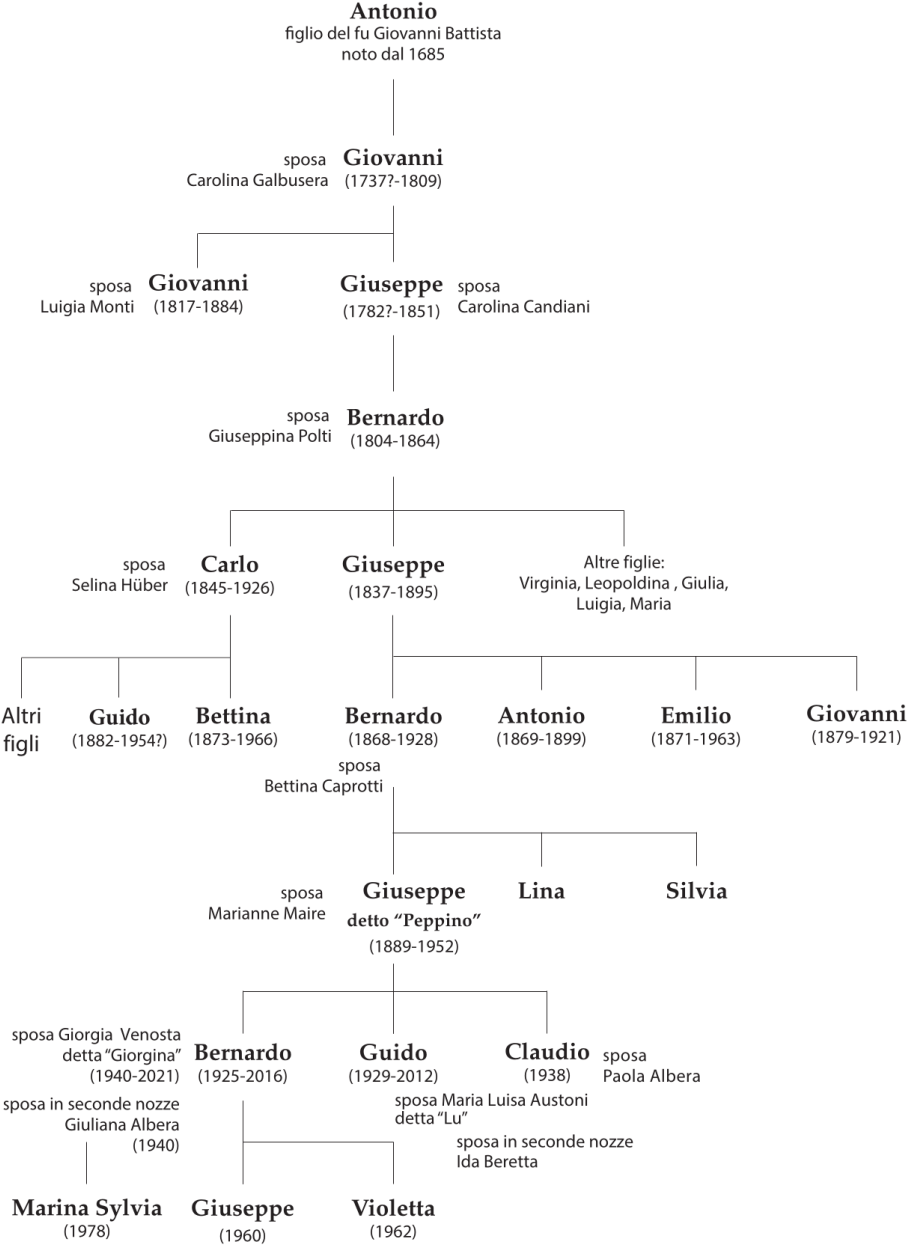 Antonio
figlio del fu Giovanni Battista
noto dal 1685
sposa Giovanni
Carolina Galbusera (1737?-1809)
sposa Giovanni
Luigia Monti (1817-1884)
Giuseppe sposa
(1782?-1851) Carolina Candiani
sposa Bernardo
Giuseppina Polti (1804-1864)
sposa Carlo
Selina Hüber (1845-1926)
Giuseppe
(1837-1895)
Altre figlie:
Virginia, Leopoldina , Giulia,
Luigia, Maria
Altri
figli
Guido
(1882-1954?)
Bettina
(1873-1966)
Bernardo
(1868-1928)
sposa
Bettina Caprotti
Antonio
(1869-1899)
Emilio
(1871-1963)
Giovanni
(1879-1921)
sposa Giuseppe
Marianne Maire detto “Peppino”
(1889-1952)
Lina
Silvia
sposa Giorgia Venosta
detta “Giorgina”
(1940-2021)
sposa in seconde nozze
Giuliana Albera
(1940)
Bernardo
(1925-2016)
Guido
(1929-2012)
sposa Maria Luisa Austoni
detta “Lu”
sposa in seconde nozze
Ida Beretta
Claudio sposa
(1938) Paola Albera
Marina Sylvia
(1978)
Giuseppe
(1960)
Violetta
(1962)